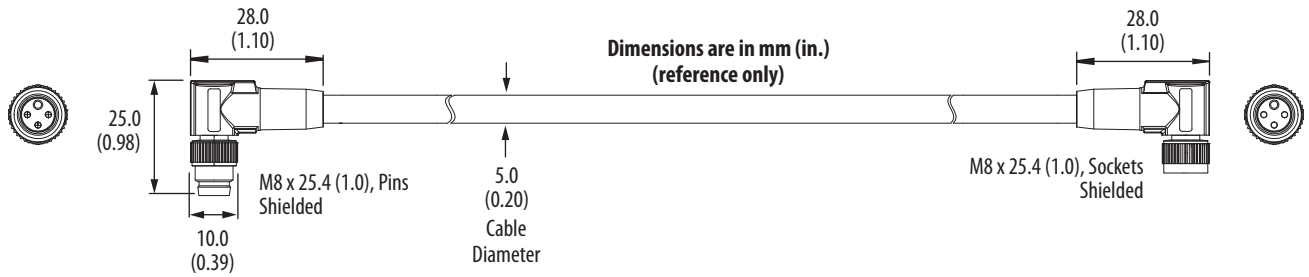 28.0
(1.10)
Dimensions are in mm (in.)
(reference only)
28.0
(1.10)
25.0
(0.98)
M8 x 25.4 (1.0), Pins
Shielded
10.0
(0.39)
5.0
(0.20)
Cable
Diameter
M8 x 25.4 (1.0), Sockets
Shielded